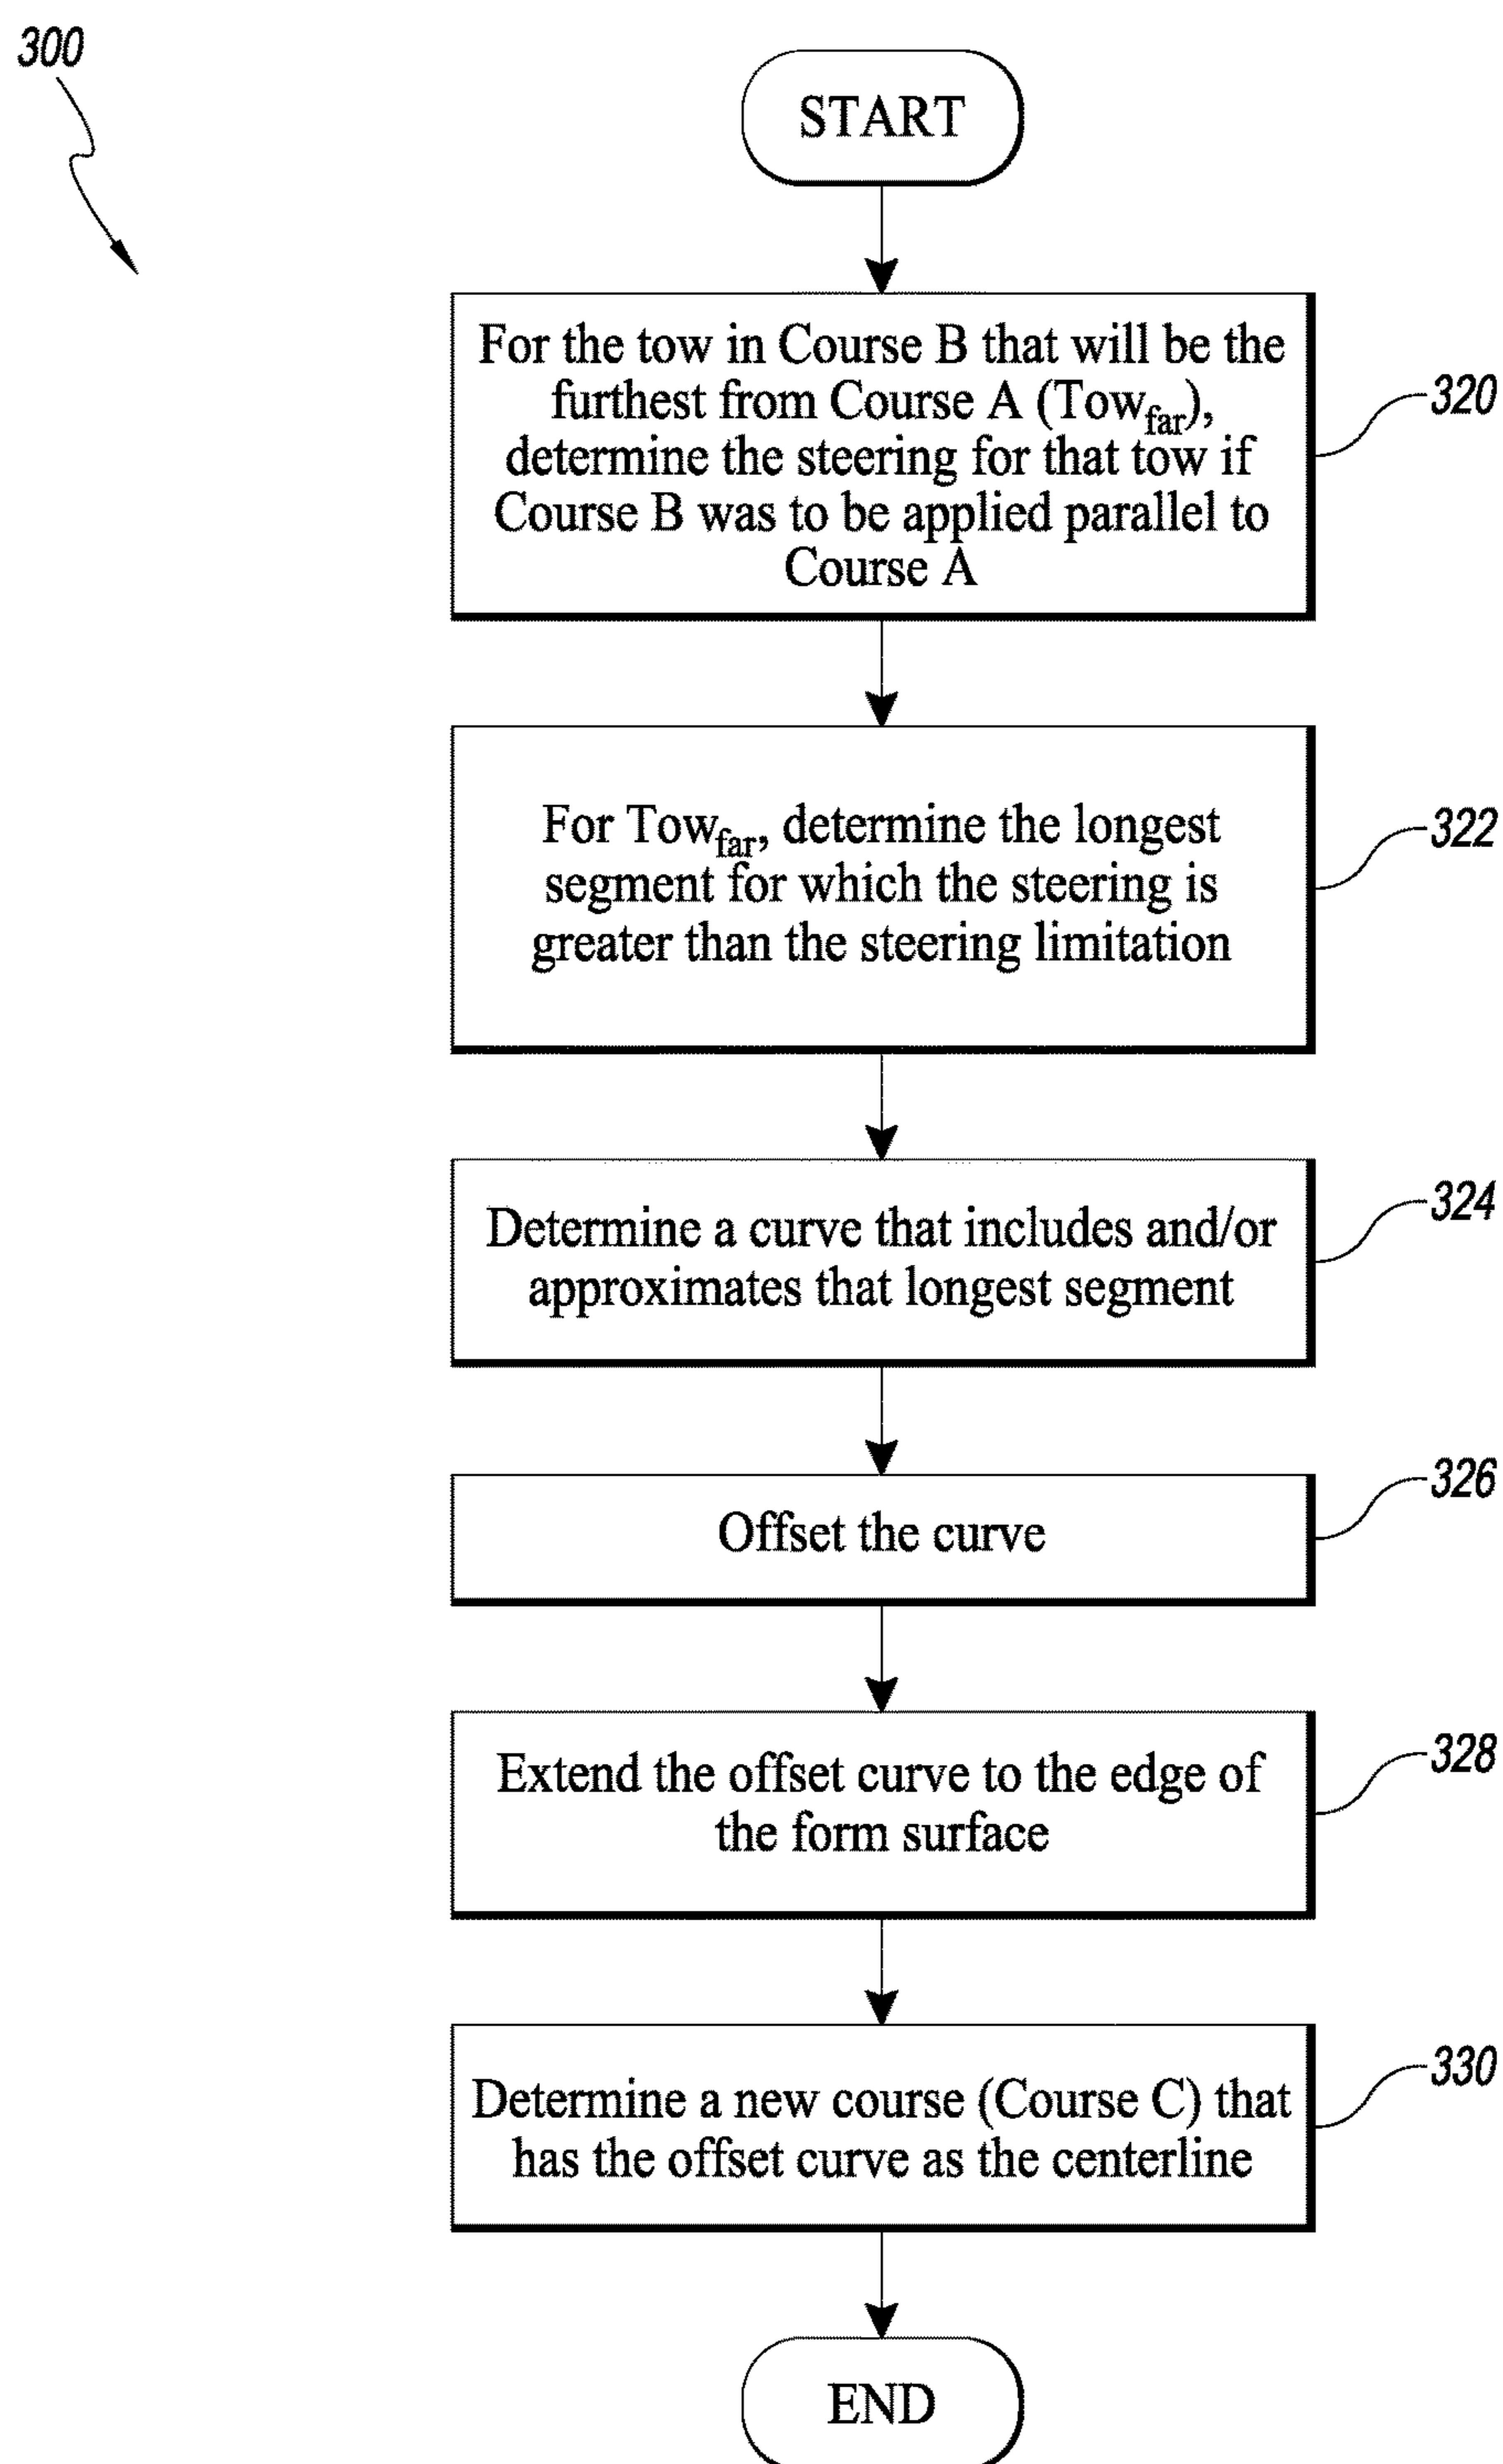 300
START
For the tow in Course B that will be the
furthest from Course A (Towfar),
determine the steering for that tow if
Course B was to be applied parallel to
Course A
320
For Towfar, determine the longest
segment for which the steering is
greater than the steering limitation
322
Determine a curve that includes and/or
approximates that longest segment
324
Offset the curve
326
Extend the offset curve to the edge of
the form surface
328
Determine a new course (Course C) that
has the offset curve as the centerline
330
END